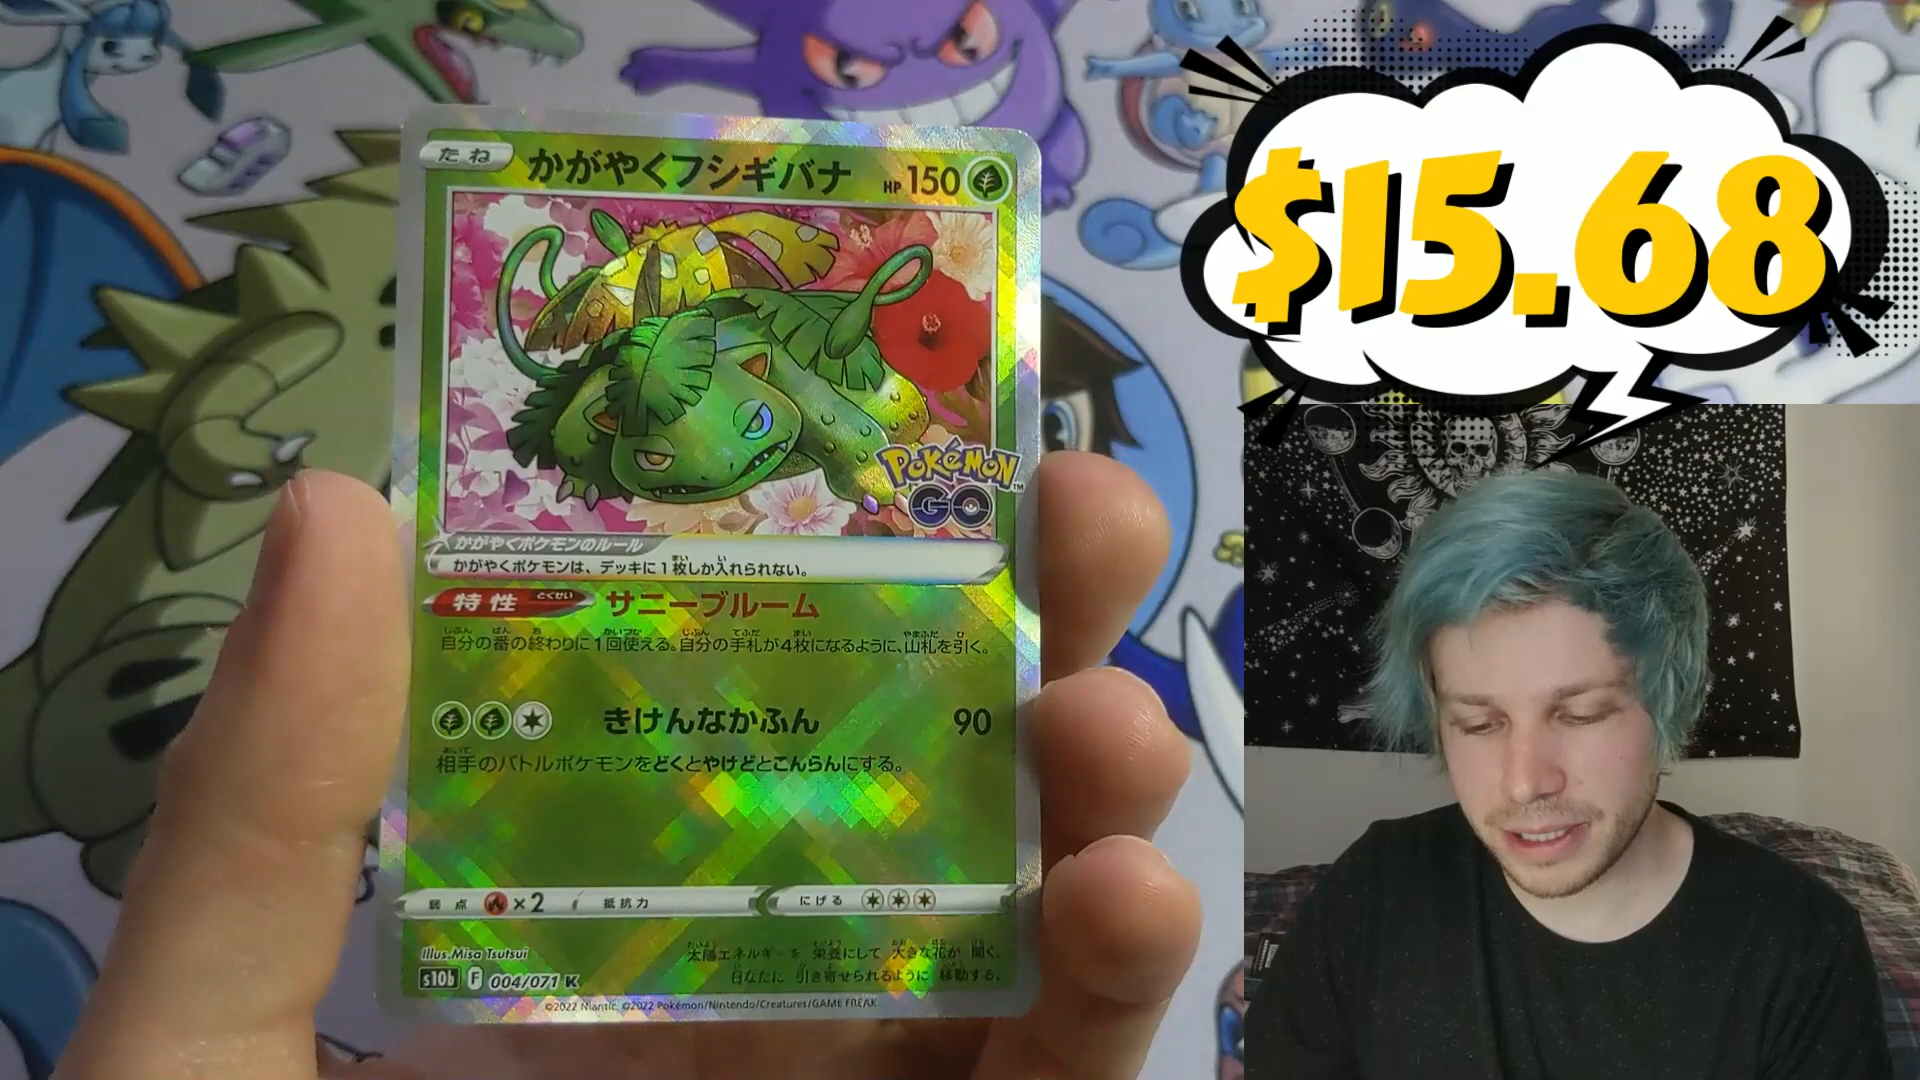 たね かがやくフシギバナ HP 150
$15.68
Pokémon
GO
かがやくポケモンのルール
かがやくポケモンは、デッキに1枚しか入れられない。
特性 サニーブルーム
自分の番の終わりに1回使える。自分の手札が4枚になるように、山札を引く。
きけんなかふん 90
相手のバトルポケモンをどくとやけどとこんらんにする。
弱点 ×2 抵抗力 にげる
Illus. Misa Tsutsui
太陽エネルギーを 栄養にして 大きな花が 開く。
s10b F 004/071 K
日なたに 引き寄せられるように 移動する。
©2022 Niantic, ©2022 Pokémon/Nintendo/Creatures/GAME FREAK.